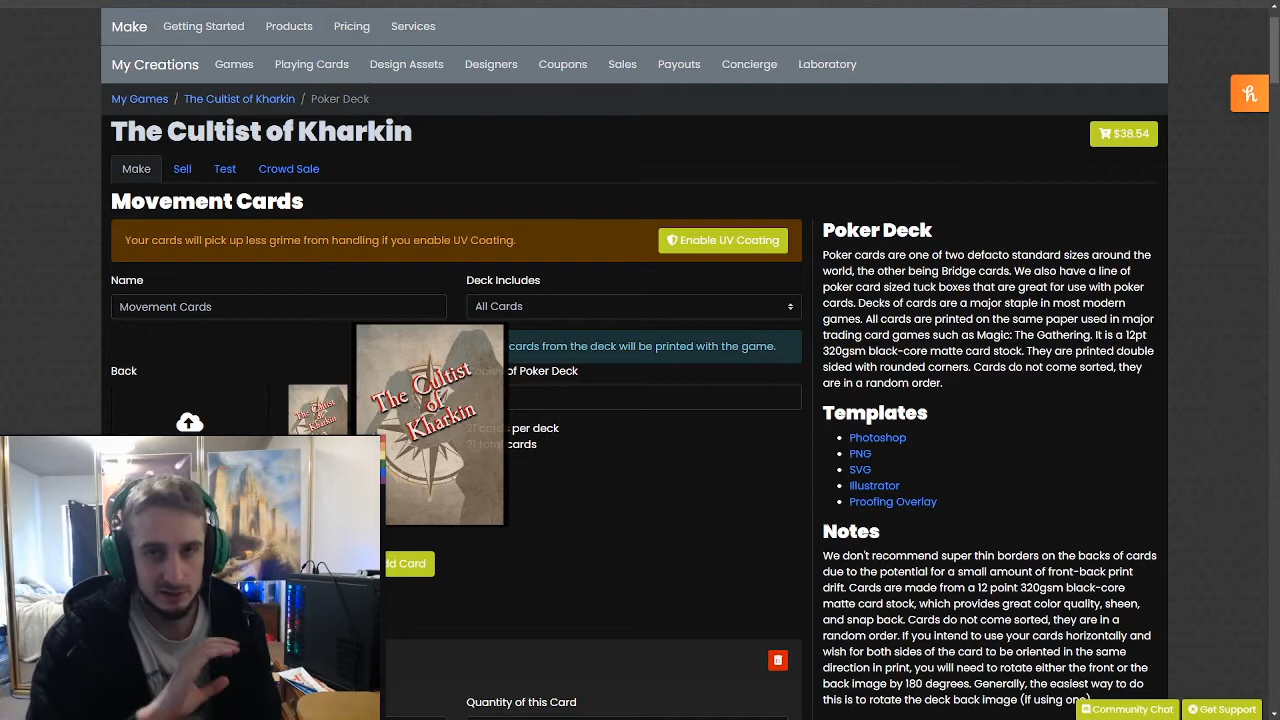 Make Getting Started Products Pricing Services
My Creations Games Playing Cards Design Assets Designers Coupons Sales Payouts Concierge Laboratory
My Games / The Cultist of Kharkin / Poker Deck
The Cultist of Kharkin
$38.54
Make Sell Test Crowd Sale
Movement Cards
Your cards will pick up less grime from handling if you enable UV Coating.
Enable UV Coating
Name
Movement Cards
Deck Includes
All Cards
cards from the deck will be printed with the game.
Back
of Poker Deck
cards per deck
21 total cards
The Cultist
of
Kharkin
The Cultist
of
Kharkin
Card
Quantity of this Card
Poker Deck
Poker cards are one of two defacto standard sizes around the
world, the other being Bridge cards. We also have a line of
poker card sized tuck boxes that are great for use with poker
cards. Decks of cards are a major staple in most modern
games. All cards are printed on the same paper used in major
trading card games such as Magic: The Gathering. It is a 12pt
320gsm black-core matte card stock. They are printed double
sided with rounded corners. Cards do not come sorted, they
are in a random order.
Templates
Photoshop
PNG
SVG
Illustrator
Proofing Overlay
Notes
We don't recommend super thin borders on the backs of cards
due to the potential for a small amount of front-back print
drift. Cards are made from a 12 point 320gsm black-core
matte card stock, which provides great color quality, sheen,
and snap back. Cards do not come sorted, they are in a
random order. If you intend to use your cards horizontally and
wish for both sides of the card to be oriented in the same
direction in print, you will need to rotate either the front or the
back image by 180 degrees. Generally, the easiest way to do
this is to rotate the deck back image (if using one)
Community Chat
Get Support